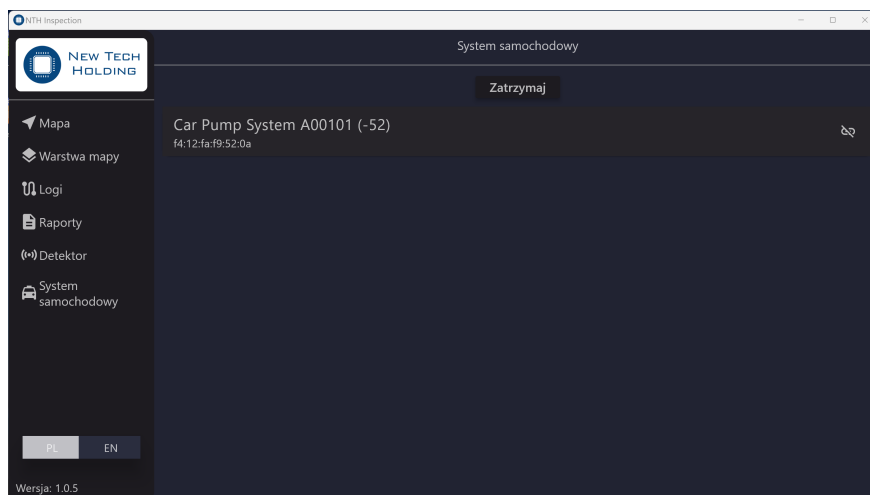 NTH Inspection
NEW TECH
HOLDING
System samochodowy
Zatrzymaj
Mapa
Warstwa mapy
Logi
Raporty
Detektor
System
samochodowy
Car Pump System A00101 (-52)
f4:12:fa:f9:52:0a
PL EN
Wersja: 1.0.5